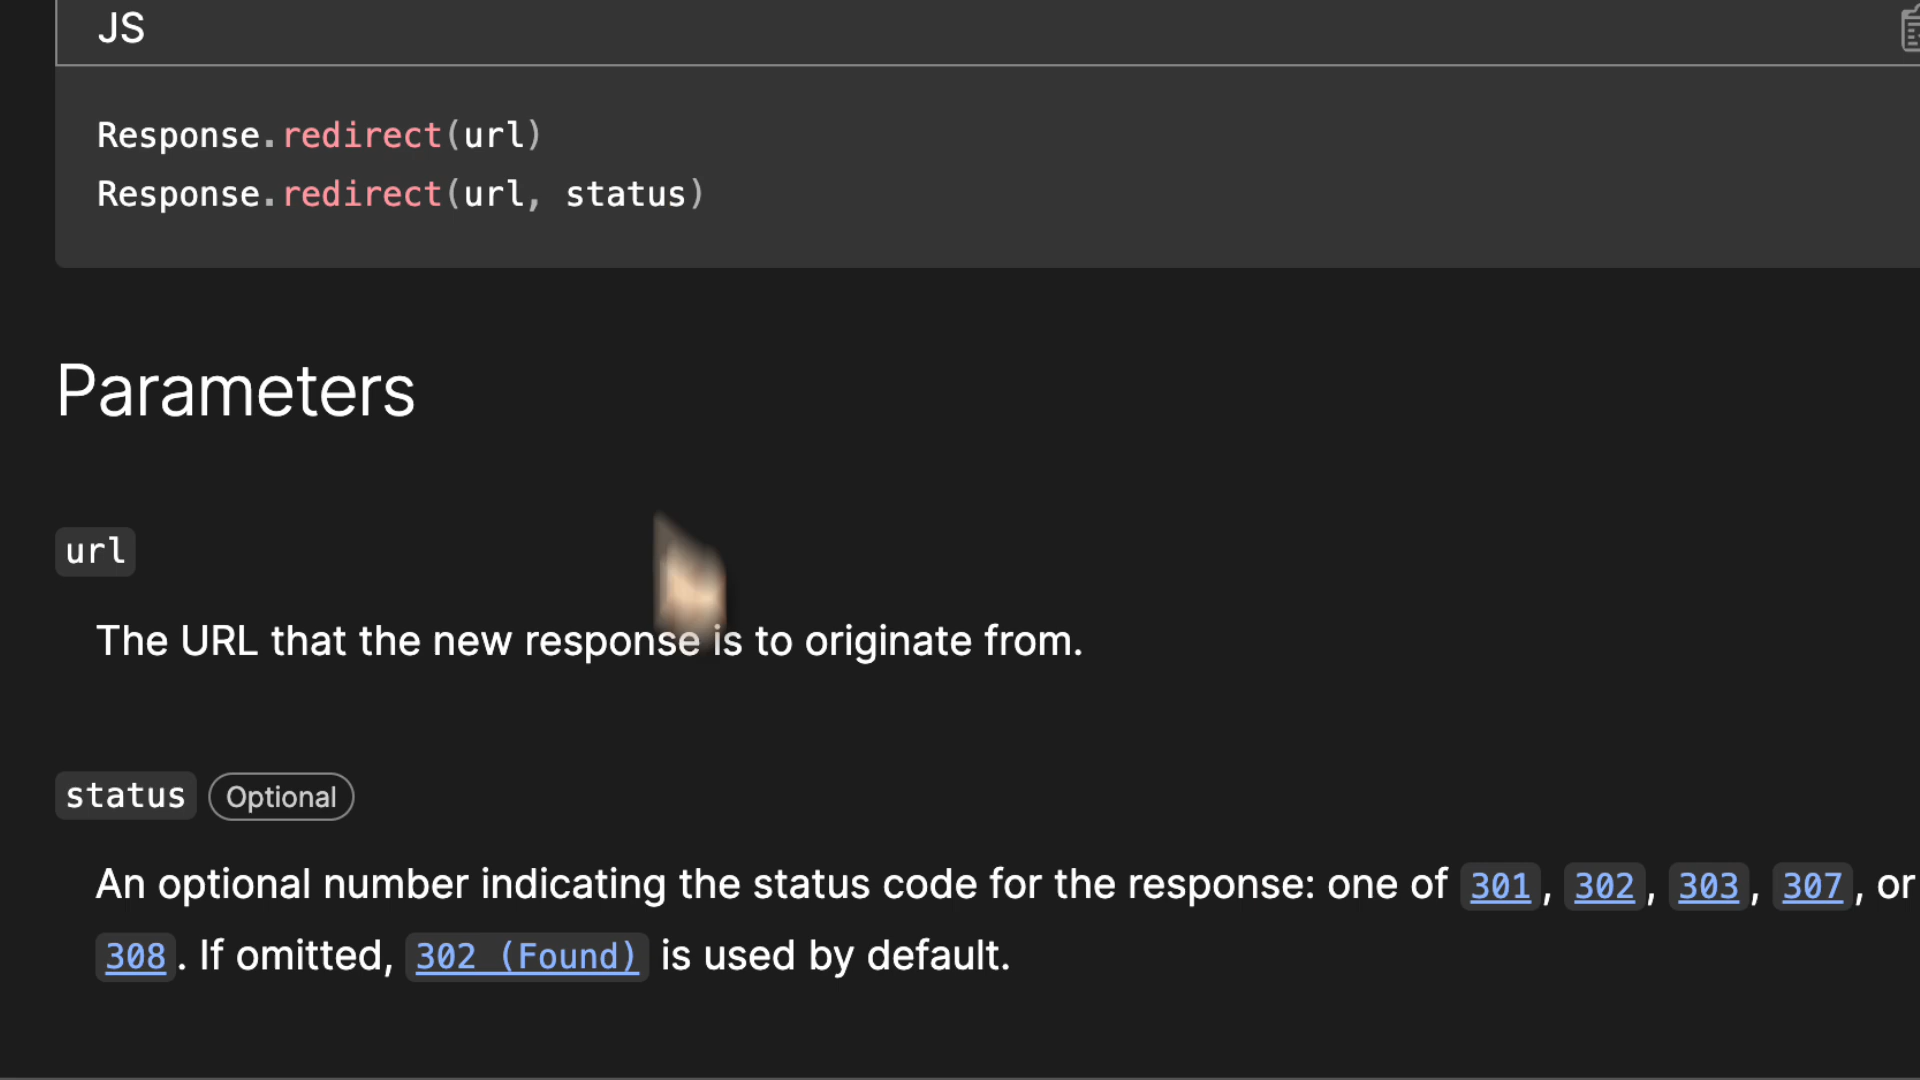 JS
Response.redirect(url)
Response.redirect(url, status)
Parameters
url
The URL that the new response is to originate from.
status Optional
An optional number indicating the status code for the response: one of 301, 302, 303, 307, or
308. If omitted, 302 (Found) is used by default.